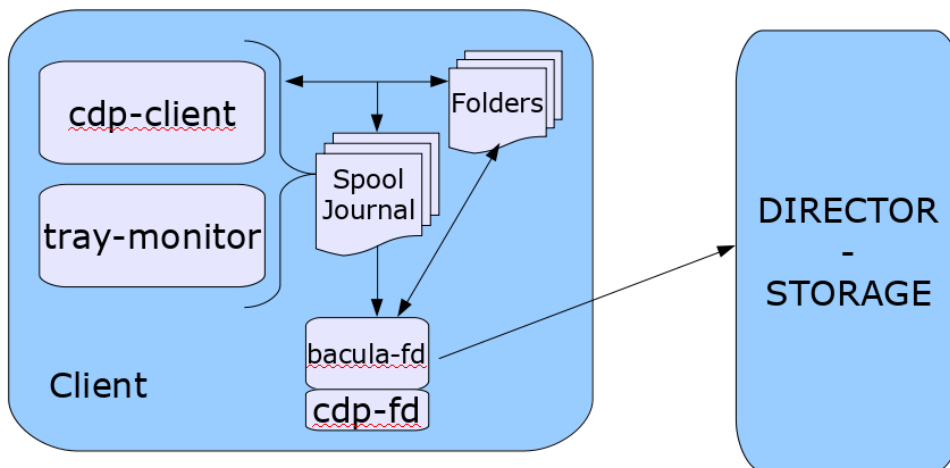 cdp-client
Folders
Spool
Journal
tray-monitor
DIRECTOR
-
STORAGE
bacula-fd
Client
cdp-fd